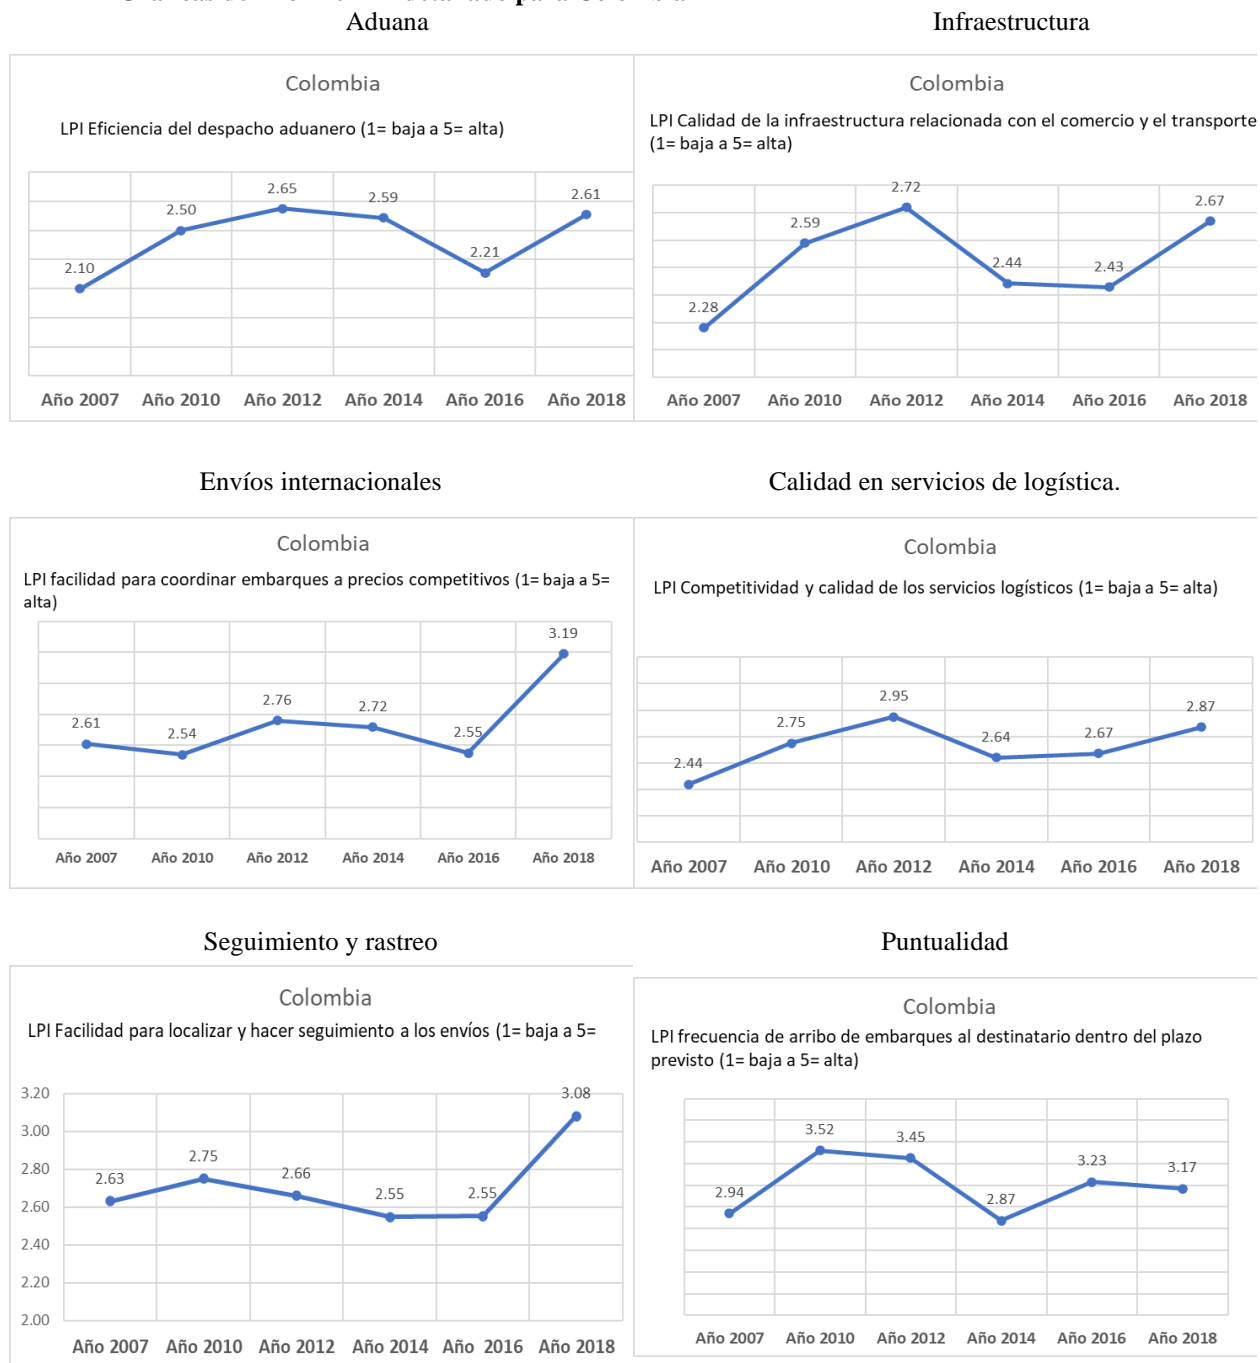 Aduana
Infraestructura
Colombia
LPI Eficiencia del despacho aduanero (1= baja a 5= alta)
2.10
2.50
2.65
2.59
2.21
2.61
Año 2007 Año 2010 Año 2012 Año 2014 Año 2016 Año 2018
Colombia
LPI Calidad de la infraestructura relacionada con el comercio y el transporte
(1= baja a 5= alta)
2.28
2.59
2.72
2.44
2.43
2.67
Año 2007 Año 2010 Año 2012 Año 2014 Año 2016 Año 2018
Envíos internacionales
Calidad en servicios de logística.
Colombia
LPI facilidad para coordinar embarques a precios competitivos (1= baja a 5=
alta)
2.61
2.54
2.76
2.72
2.55
3.19
Año 2007 Año 2010 Año 2012 Año 2014 Año 2016 Año 2018
Colombia
LPI Competitividad y calidad de los servicios logísticos (1= baja a 5= alta)
2.44
2.75
2.95
2.64
2.67
2.87
Año 2007 Año 2010 Año 2012 Año 2014 Año 2016 Año 2018
Seguimiento y rastreo
Puntualidad
Colombia
LPI Facilidad para localizar y hacer seguimiento a los envíos (1= baja a 5=
3.20
3.00
2.80
2.60
2.40
2.20
2.00
2.63
2.75
2.66
2.55
2.55
3.08
Año 2007 Año 2010 Año 2012 Año 2014 Año 2016 Año 2018
Colombia
LPI frecuencia de arribo de embarques al destinatario dentro del plazo
previsto (1= baja a 5= alta)
2.94
3.52
3.45
2.87
3.23
3.17
Año 2007 Año 2010 Año 2012 Año 2014 Año 2016 Año 2018